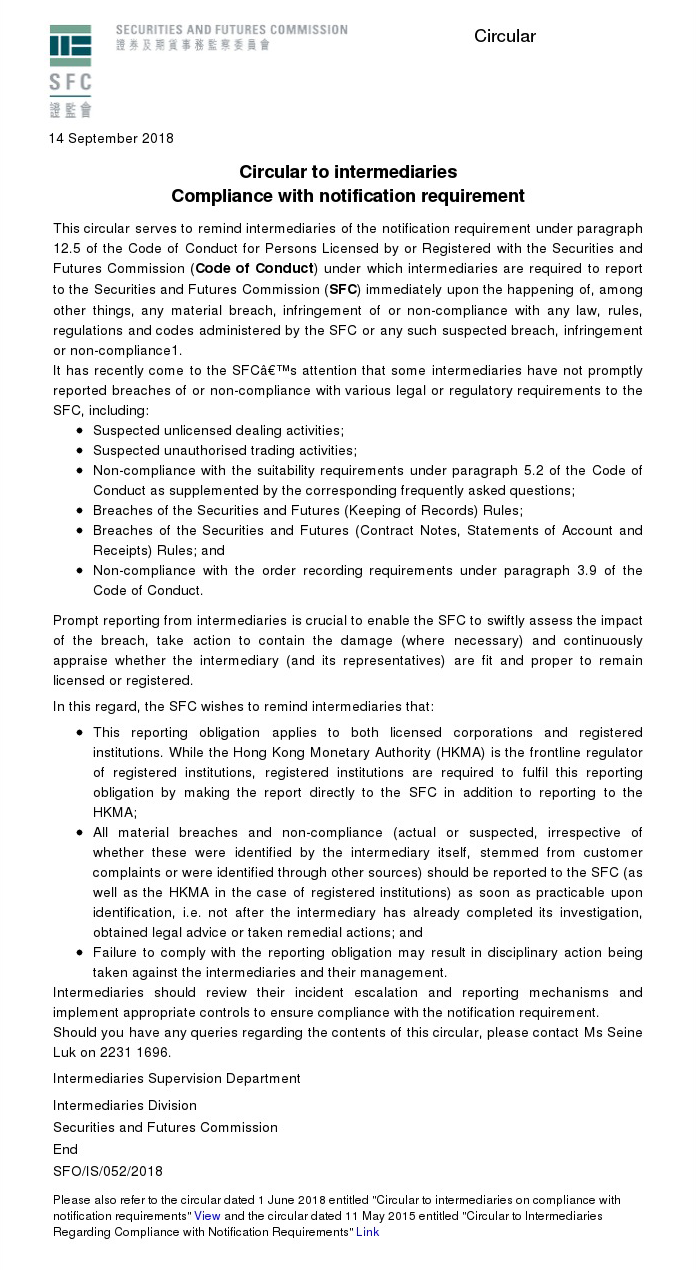 SECURITIES AND FUTURES COMMISSION
證券及期貨事務監察委員會
Circular
SFC
證監會
14 September 2018
Circular to intermediaries
Compliance with notification requirement
This circular serves to remind intermediaries of the notification requirement under paragraph
12.5 of the Code of Conduct for Persons Licensed by or Registered with the Securities and
Futures Commission (Code of Conduct) under which intermediaries are required to report
to the Securities and Futures Commission (SFC) immediately upon the happening of, among
other things, any material breach, infringement of or non-compliance with any law, rules,
regulations and codes administered by the SFC or any such suspected breach, infringement
or non-compliance1.
It has recently come to the SFCâ€™s attention that some intermediaries have not promptly
reported breaches of or non-compliance with various legal or regulatory requirements to the
SFC, including:
• Suspected unlicensed dealing activities;
• Suspected unauthorised trading activities;
• Non-compliance with the suitability requirements under paragraph 5.2 of the Code of
Conduct as supplemented by the corresponding frequently asked questions;
• Breaches of the Securities and Futures (Keeping of Records) Rules;
• Breaches of the Securities and Futures (Contract Notes, Statements of Account and
Receipts) Rules; and
• Non-compliance with the order recording requirements under paragraph 3.9 of the
Code of Conduct.
Prompt reporting from intermediaries is crucial to enable the SFC to swiftly assess the impact
of the breach, take action to contain the damage (where necessary) and continuously
appraise whether the intermediary (and its representatives) are fit and proper to remain
licensed or registered.
In this regard, the SFC wishes to remind intermediaries that:
• This reporting obligation applies to both licensed corporations and registered
institutions. While the Hong Kong Monetary Authority (HKMA) is the frontline regulator
of registered institutions, registered institutions are required to fulfil this reporting
obligation by making the report directly to the SFC in addition to reporting to the
HKMA;
• All material breaches and non-compliance (actual or suspected, irrespective of
whether these were identified by the intermediary itself, stemmed from customer
complaints or were identified through other sources) should be reported to the SFC (as
well as the HKMA in the case of registered institutions) as soon as practicable upon
identification, i.e. not after the intermediary has already completed its investigation,
obtained legal advice or taken remedial actions; and
• Failure to comply with the reporting obligation may result in disciplinary action being
taken against the intermediaries and their management.
Intermediaries should review their incident escalation and reporting mechanisms and
implement appropriate controls to ensure compliance with the notification requirement.
Should you have any queries regarding the contents of this circular, please contact Ms Seine
Luk on 2231 1696.
Intermediaries Supervision Department
Intermediaries Division
Securities and Futures Commission
End
SFO/IS/052/2018
Please also refer to the circular dated 1 June 2018 entitled "Circular to intermediaries on compliance with
notification requirements" View and the circular dated 11 May 2015 entitled "Circular to Intermediaries
Regarding Compliance with Notification Requirements" Link